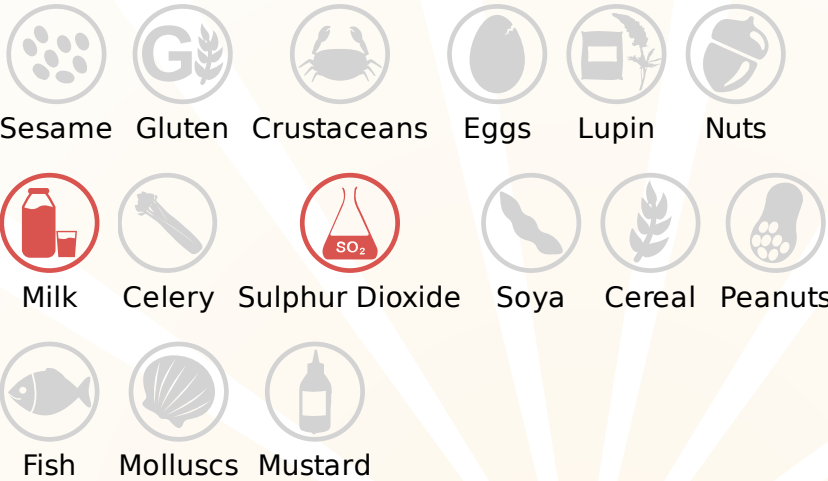 G
Sesame Gluten Crustaceans Eggs Lupin Nuts
SO₂
Milk Celery Sulphur Dioxide Soya Cereal Peanuts
Fish Molluscs Mustard